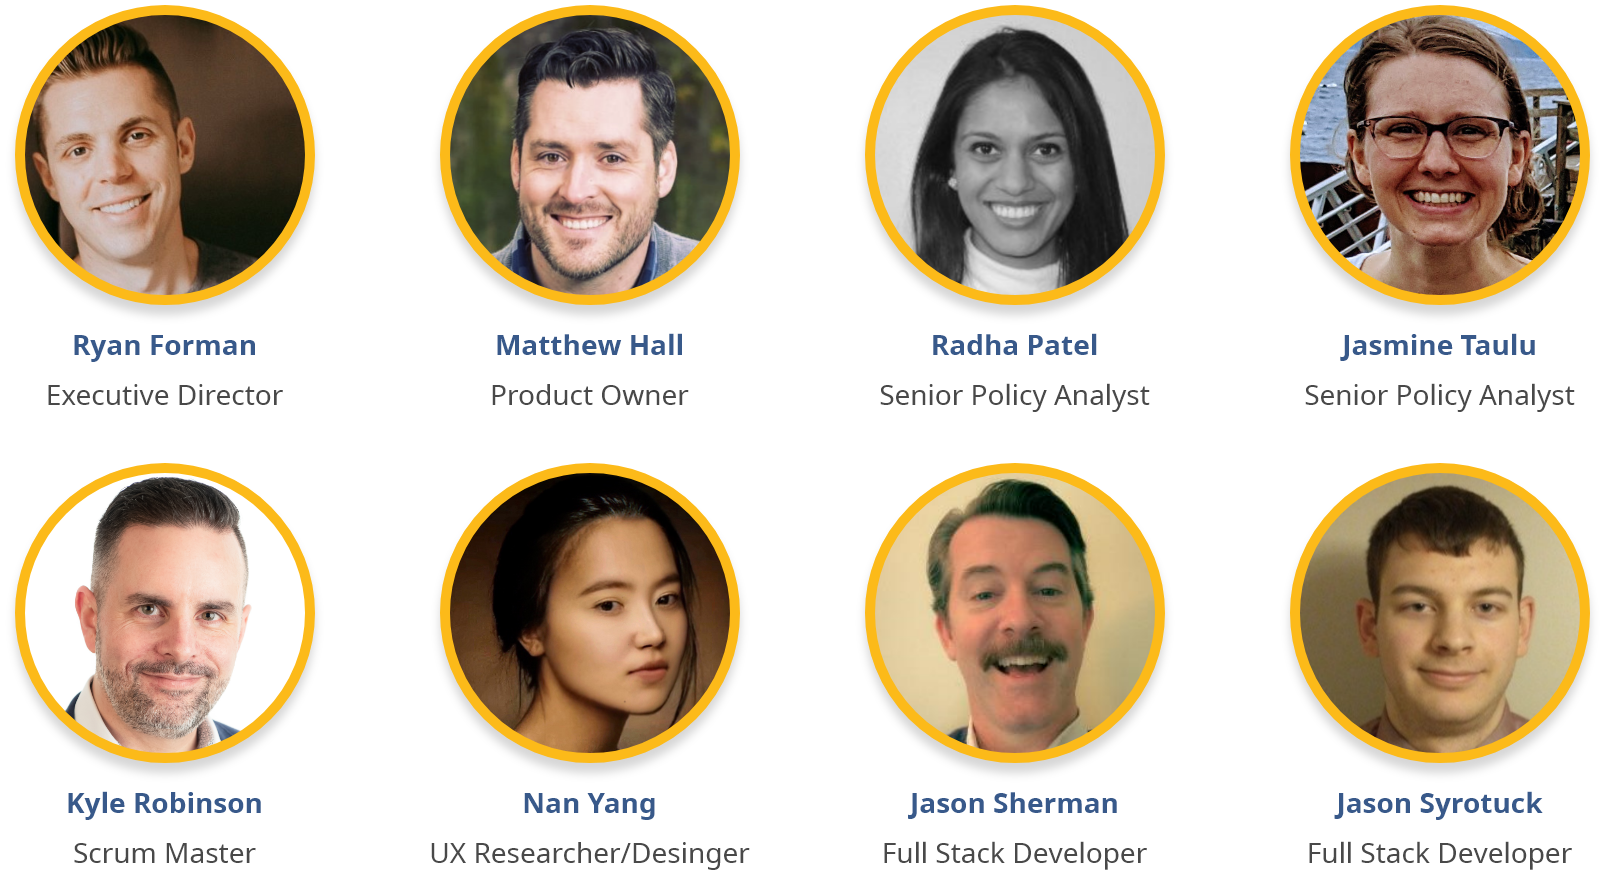 Ryan Forman
Matthew Hall
Radha Patel
Jasmine Taulu
Executive Director
Product Owner
Senior Policy Analyst
Senior Policy Analyst
Kyle Robinson
Nan Yang
Jason Sherman
Jason Syrotuck
Scrum Master
UX Researcher/Desinger
Full Stack Developer
Full Stack Developer